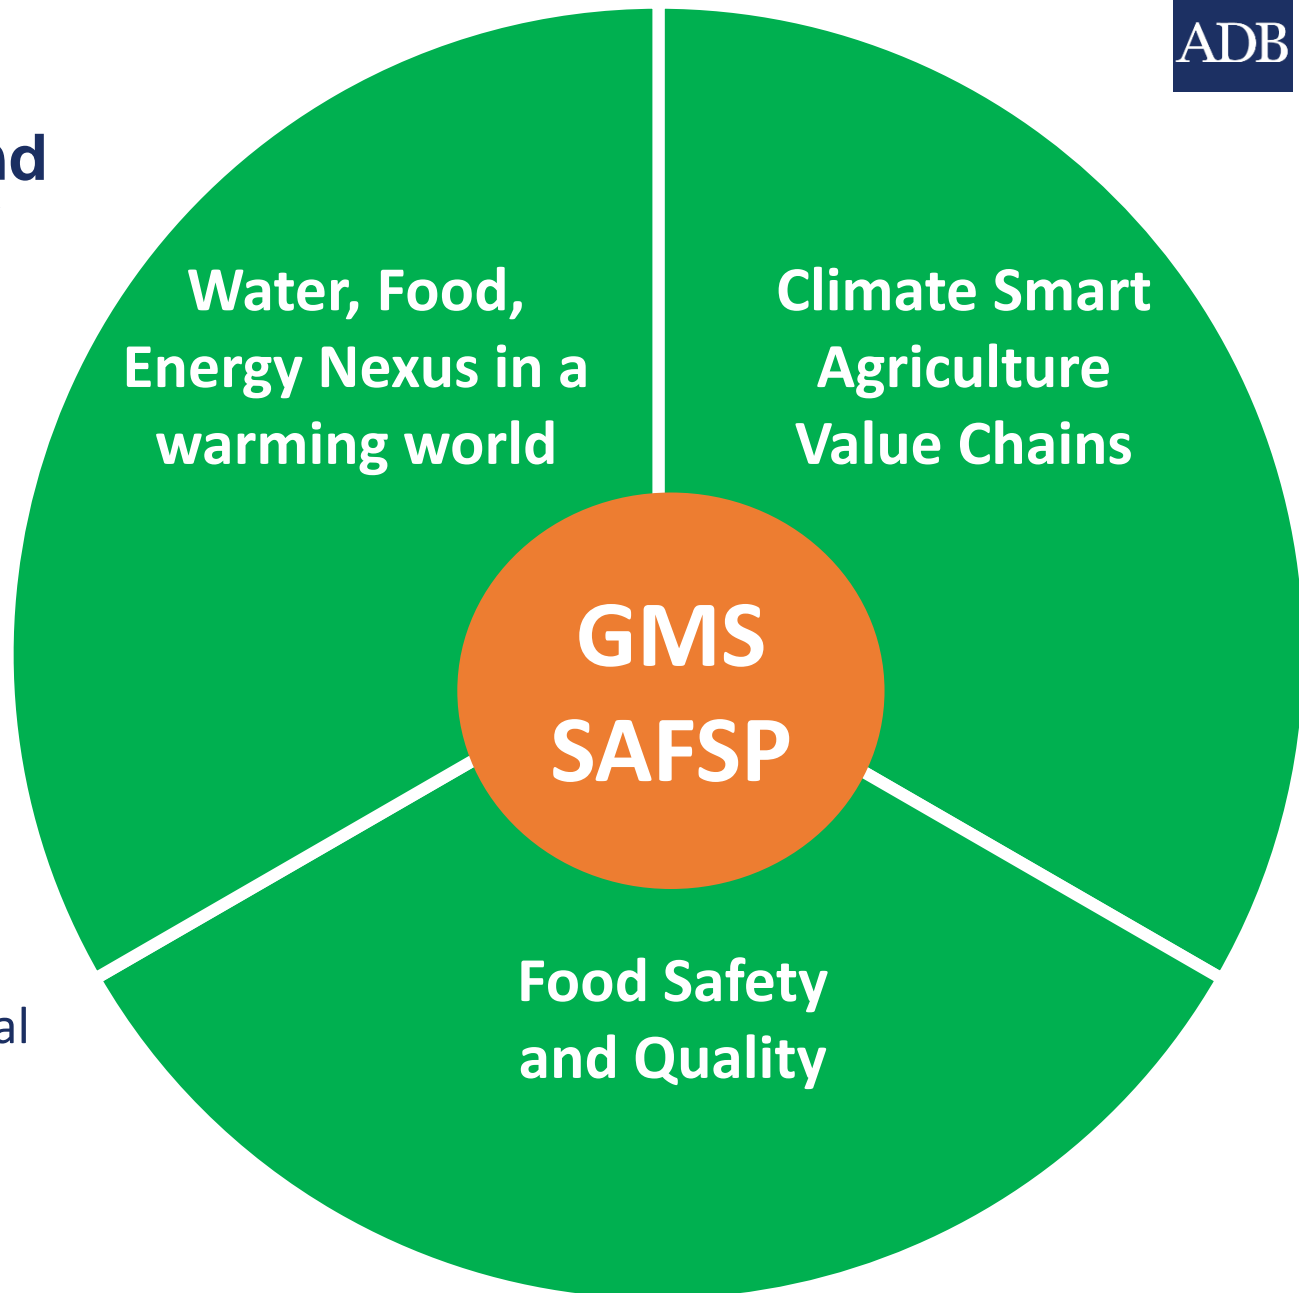 ADB
nd
Water, Food,
Energy Nexus in a
warming world
Climate Smart
Agriculture
Value Chains
GMS
SAFSP
Food Safety
and Quality
al